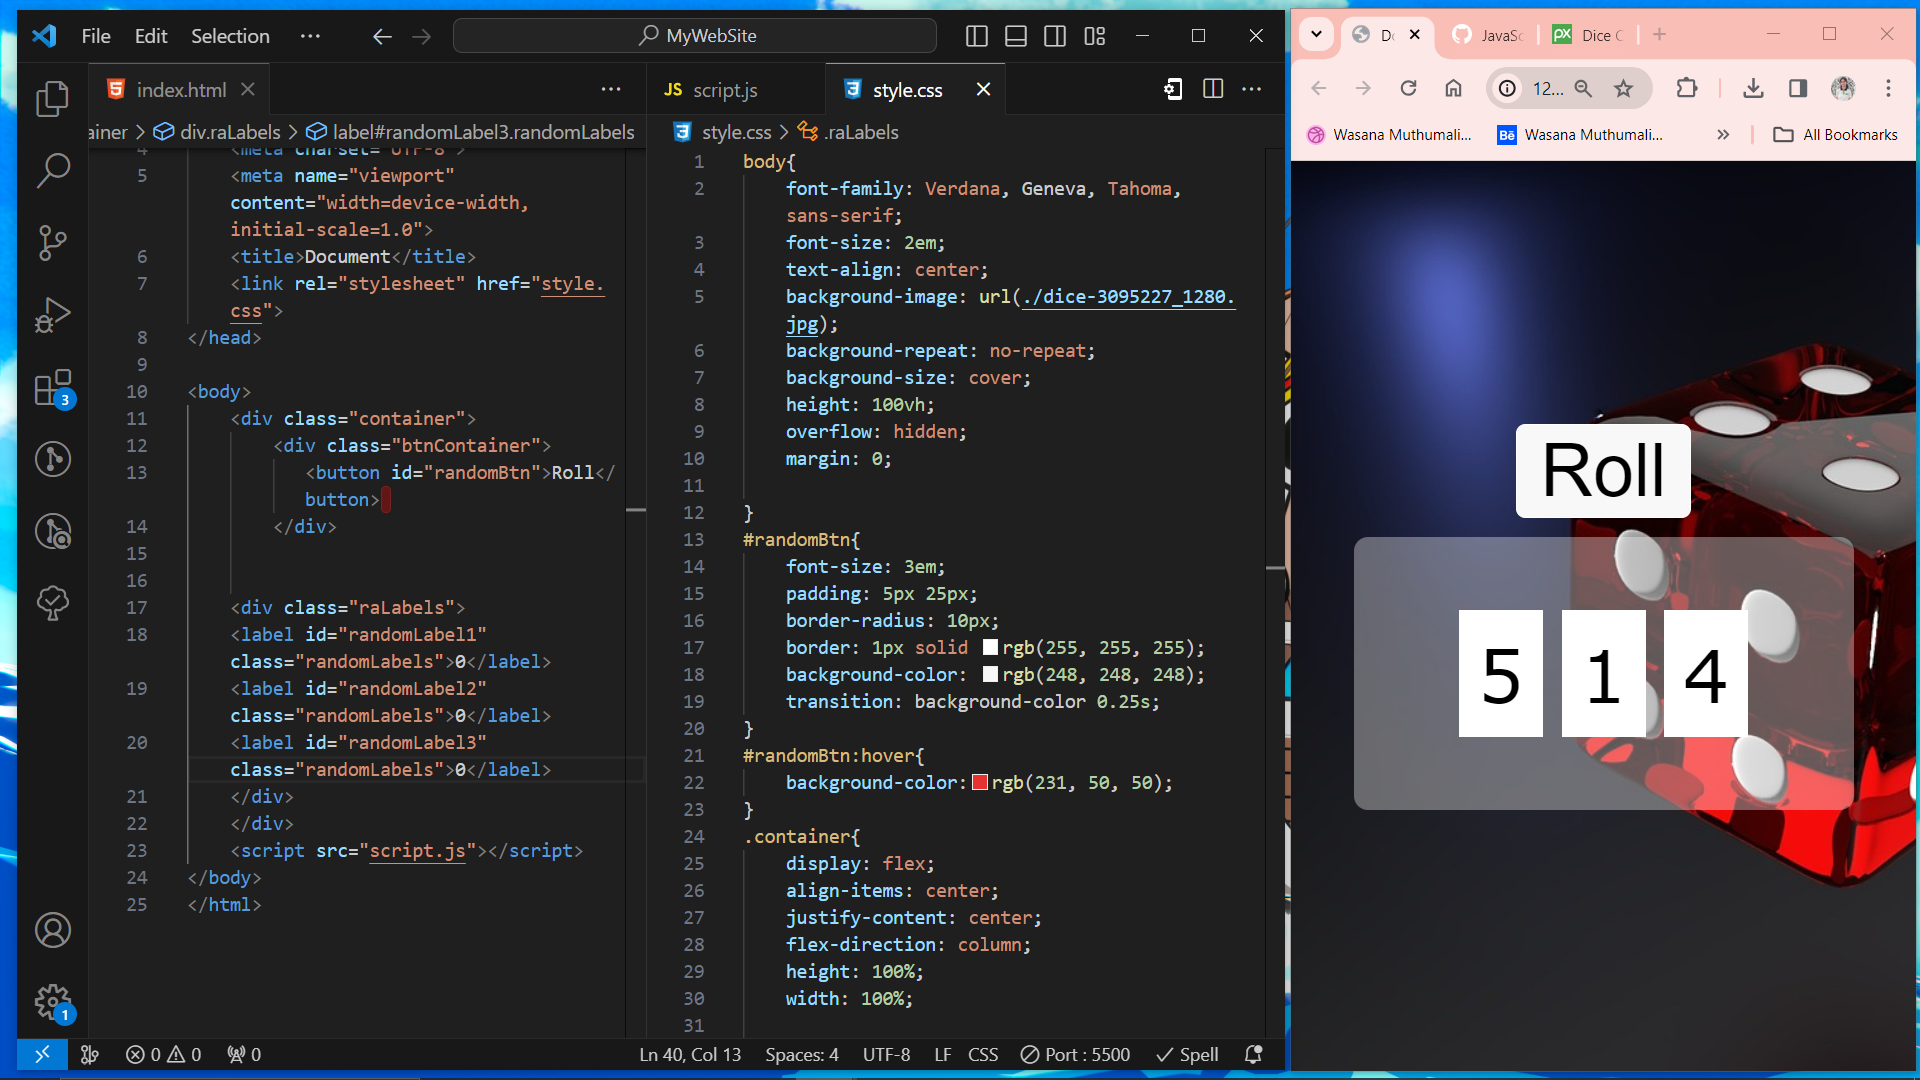 File Edit Selection ··· MyWebSite
index.html
ainer > div.raLabels > label#randomLabel3.randomLabels
4 <meta charset="UTF-8">
5 <meta name="viewport"
content="width=device-width,
initial-scale=1.0">
6 <title>Document</title>
7 <link rel="stylesheet" href="style.
css">
8 </head>
9
10 <body>
11 <div class="container">
12 <div class="btnContainer">
13 <button id="randomBtn">Roll</
button>
14 </div>
15
16
17 <div class="raLabels">
18 <label id="randomLabel1"
class="randomLabels">0</label>
19 <label id="randomLabel2"
class="randomLabels">0</label>
20 <label id="randomLabel3"
class="randomLabels">0</label>
21 </div>
22 </div>
23 <script src="script.js"></script>
24 </body>
25 </html>
JS script.js style.css
style.css > .raLabels
1 body{
2 font-family: Verdana, Geneva, Tahoma,
sans-serif;
3 font-size: 2em;
4 text-align: center;
5 background-image: url(./dice-3095227_1280.
jpg);
6 background-repeat: no-repeat;
7 background-size: cover;
8 height: 100vh;
9 overflow: hidden;
10 margin: 0;
11
12 }
13 #randomBtn{
14 font-size: 3em;
15 padding: 5px 25px;
16 border-radius: 10px;
17 border: 1px solid rgb(255, 255, 255);
18 background-color: rgb(248, 248, 248);
19 transition: background-color 0.25s;
20 }
21 #randomBtn:hover{
22 background-color: rgb(231, 50, 50);
23 }
24 .container{
25 display: flex;
26 align-items: center;
27 justify-content: center;
28 flex-direction: column;
29 height: 100%;
30 width: 100%;
31
3
1
0 0 0
Ln 40, Col 13 Spaces: 4 UTF-8 LF CSS Port : 5500 Spell
Do JavaSc Dice C
12...
Wasana Muthumali... Bē Wasana Muthumali... » All Bookmarks
Roll
5 1 4